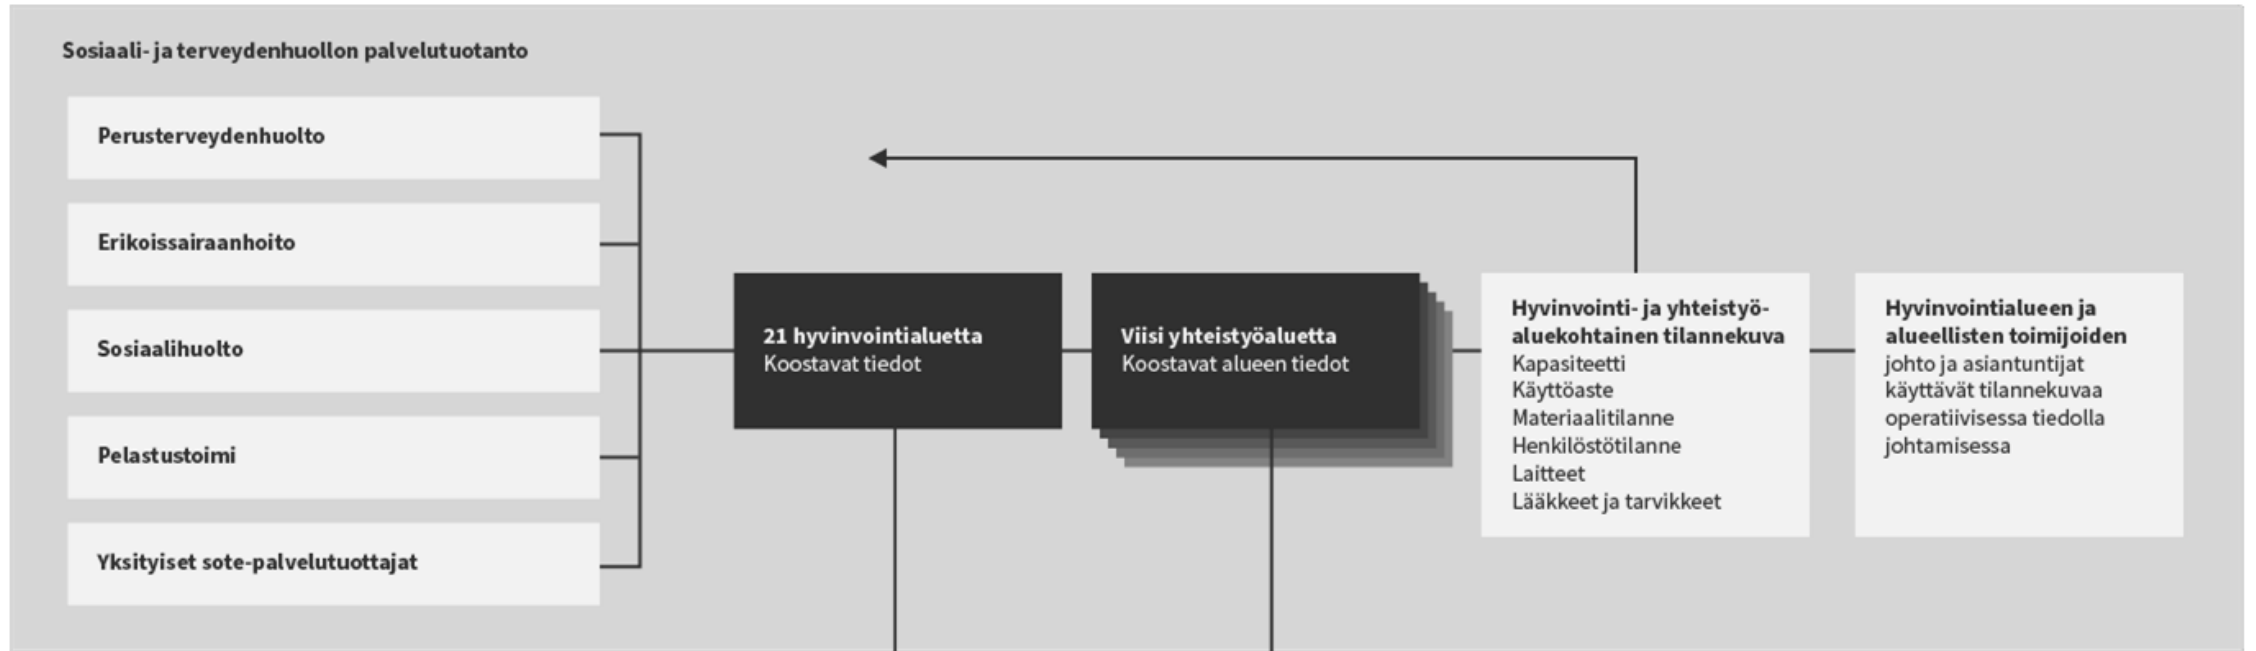 Sosiaali- ja terveydenhuollon palvelutuotanto
Perusterveydenhuolto
Erikoissairaanhoito
Sosiaalihuolto
Pelastustoimi
Yksityiset sote-palvelutuottajat
21 hyvinvointialuetta
Koostavat tiedot
Viisi yhteistyöaluetta
Koostavat alueen tiedot
Hyvinvointi- ja yhteistyö-
aluekohtainen tilannekuva
Kapasiteetti
Käyttöaste
Materiaalitilanne
Henkilöstötilanne
Laitteet
Lääkkeet ja tarvikkeet
Hyvinvointialueen ja
alueellisten toimijoiden
johto ja asiantuntijat
käyttävät tilannekuvaa
operatiivisessa tiedolla
johtamisessa